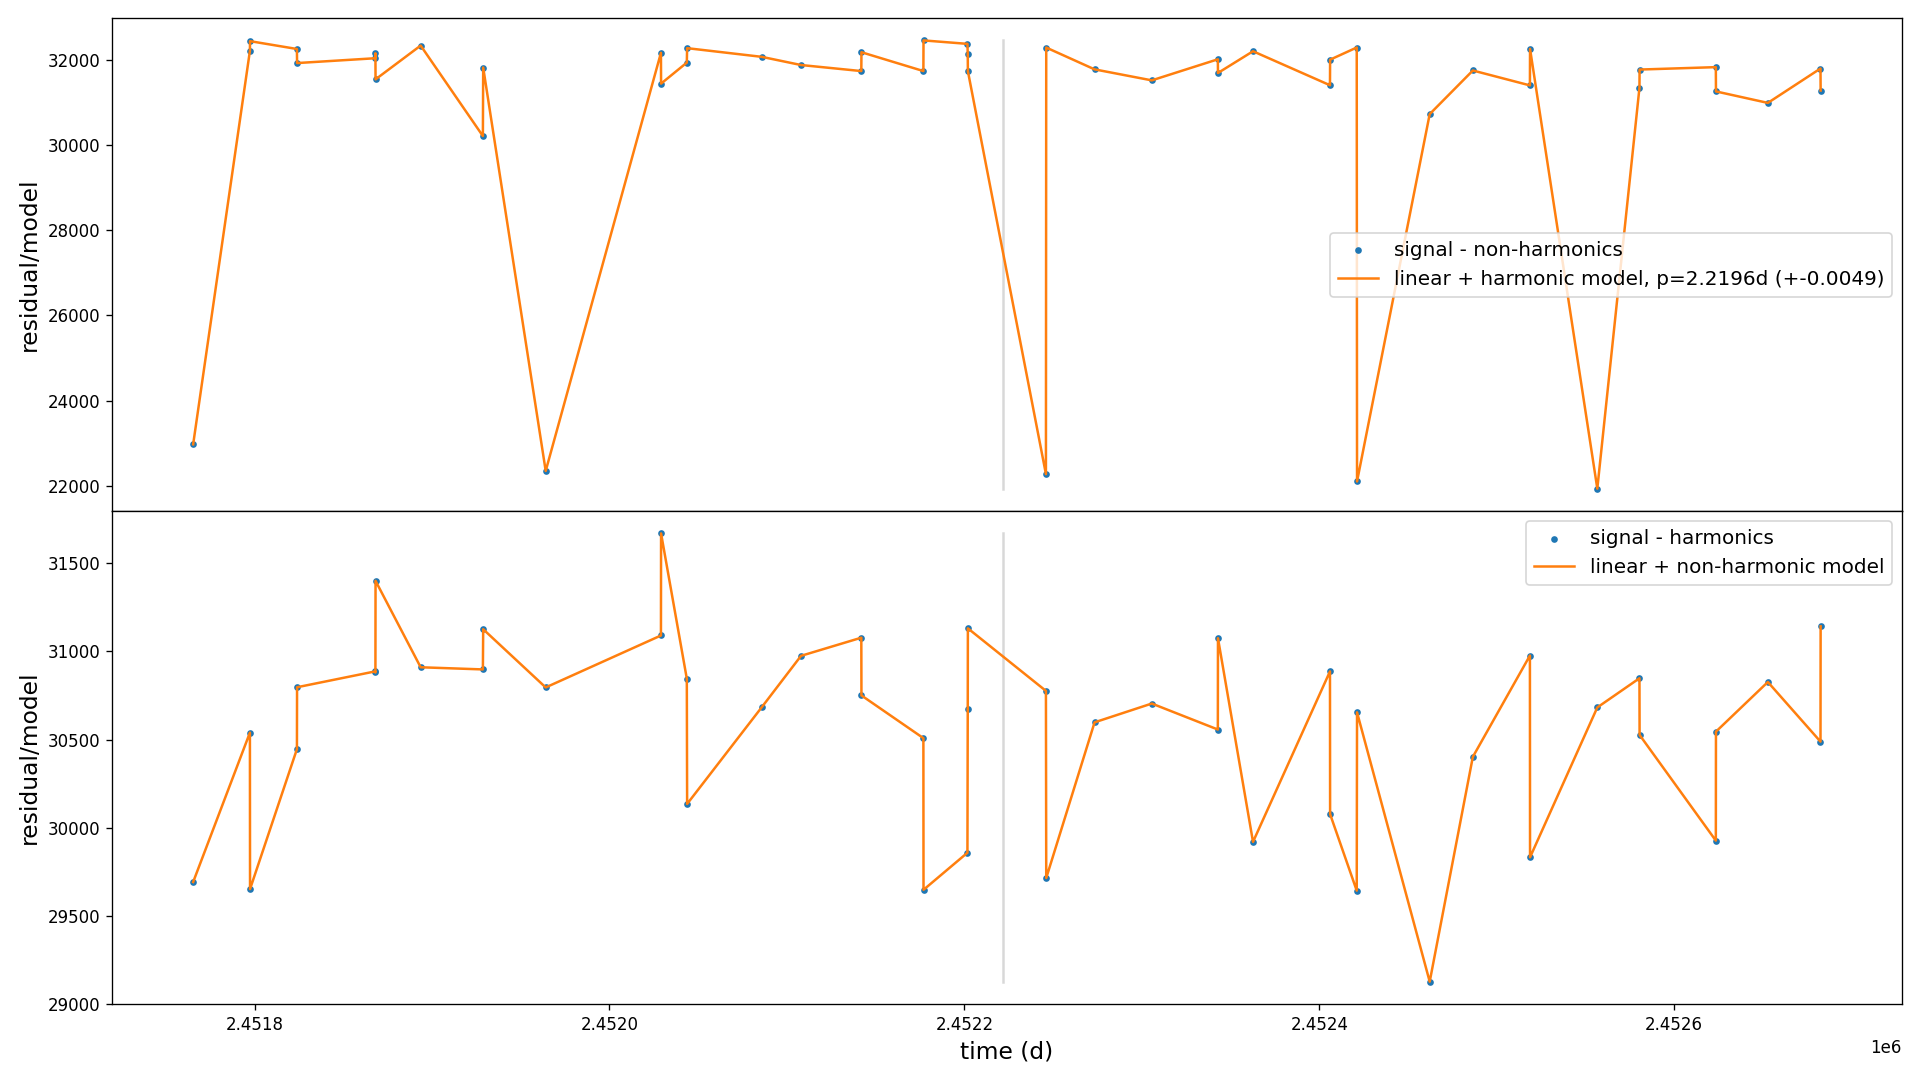 32000
30000
28000
26000
24000
22000
residual/model
signal - non-harmonics
linear + harmonic model, p=2.2196d (+-0.0049)
31500
31000
30500
30000
29500
29000
residual/model
signal - harmonics
linear + non-harmonic model
2.4518 2.4520 2.4522 2.4524 2.4526
1e6
time (d)